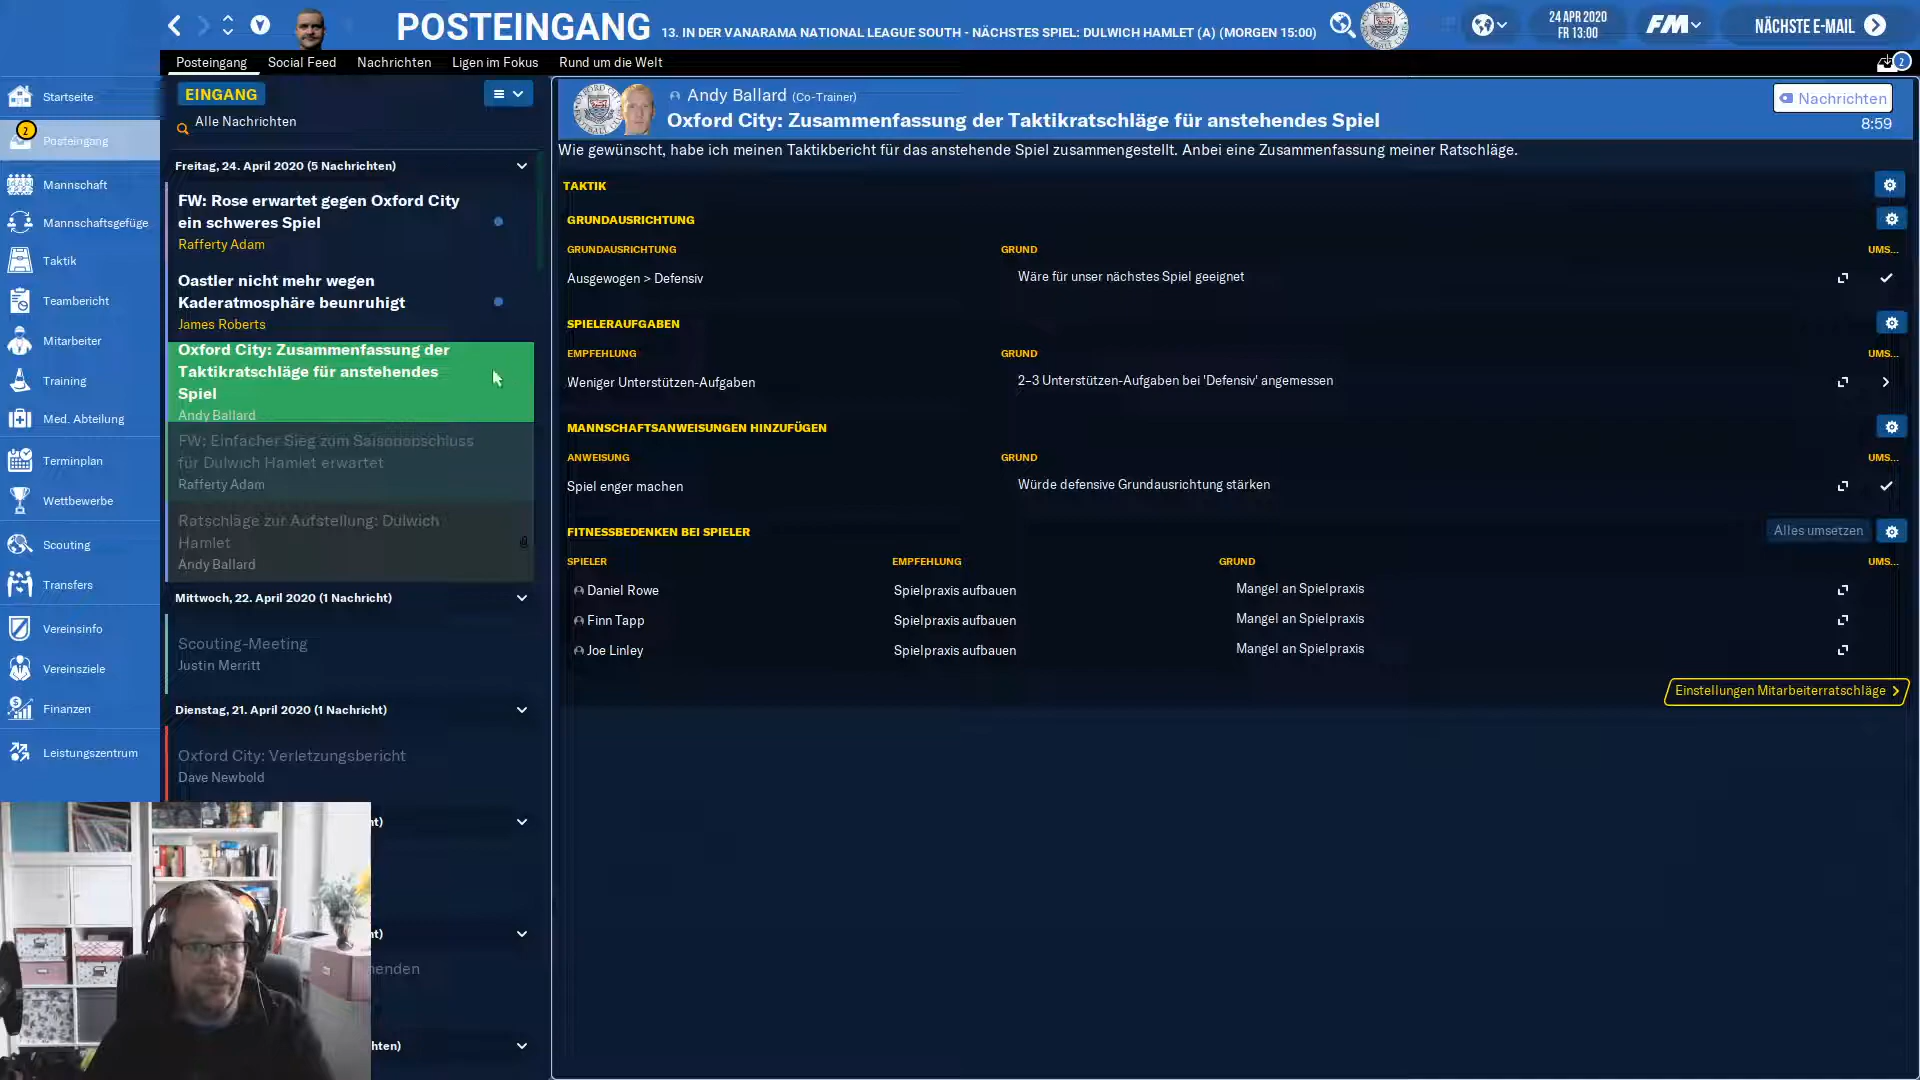 POSTEINGANG
13. IN DER VANARAMA NATIONAL LEAGUE SOUTH - NÄCHSTES SPIEL: DULWICH HAMLET (A) (MORGEN 15:00)
24 APR 2020
FR 13:00
FM
NÄCHSTE E-MAIL
Posteingang
Social Feed
Nachrichten
Ligen im Fokus
Rund um die Welt
2
Startseite
2
Posteingang
Mannschaft
Mannschaftsgefüge
Taktik
Teambericht
Mitarbeiter
Training
Med. Abteilung
Terminplan
Wettbewerbe
Scouting
Transfers
Vereinsinfo
Vereinsziele
Finanzen
Leistungszentrum
EINGANG
Alle Nachrichten
Freitag, 24. April 2020 (5 Nachrichten)
FW: Rose erwartet gegen Oxford City
ein schweres Spiel
Rafferty Adam
Oastler nicht mehr wegen
Kaderatmosphäre beunruhigt
James Roberts
Oxford City: Zusammenfassung der
Taktikratschläge für anstehendes
Spiel
Andy Ballard
FW: Einfacher Sieg zum Saisonabschluss
für Dulwich Hamlet erwartet
Rafferty Adam
Ratschläge zur Aufstellung: Dulwich
Hamlet
Andy Ballard
Mittwoch, 22. April 2020 (1 Nachricht)
Scouting-Meeting
Justin Merritt
Dienstag, 21. April 2020 (1 Nachricht)
Oxford City: Verletzungsbericht
Dave Newbold
ht)
ht)
henden
hten)
Andy Ballard (Co-Trainer)
Oxford City: Zusammenfassung der Taktikratschläge für anstehendes Spiel
Nachrichten
8:59
Wie gewünscht, habe ich meinen Taktikbericht für das anstehende Spiel zusammengestellt. Anbei eine Zusammenfassung meiner Ratschläge.
TAKTIK
GRUNDAUSRICHTUNG
GRUNDAUSRICHTUNG GRUND UMS...
Ausgewogen > Defensiv Wäre für unser nächstes Spiel geeignet
SPIELERAUFGABEN
EMPFEHLUNG GRUND UMS...
Weniger Unterstützen-Aufgaben 2–3 Unterstützen-Aufgaben bei 'Defensiv' angemessen
MANNSCHAFTSANWEISUNGEN HINZUFÜGEN
ANWEISUNG GRUND UMS...
Spiel enger machen Würde defensive Grundausrichtung stärken
FITNESSBEDENKEN BEI SPIELER Alles umsetzen
SPIELER EMPFEHLUNG GRUND UMS...
Daniel Rowe Spielpraxis aufbauen Mangel an Spielpraxis
Finn Tapp Spielpraxis aufbauen Mangel an Spielpraxis
Joe Linley Spielpraxis aufbauen Mangel an Spielpraxis
Einstellungen Mitarbeiterratschläge